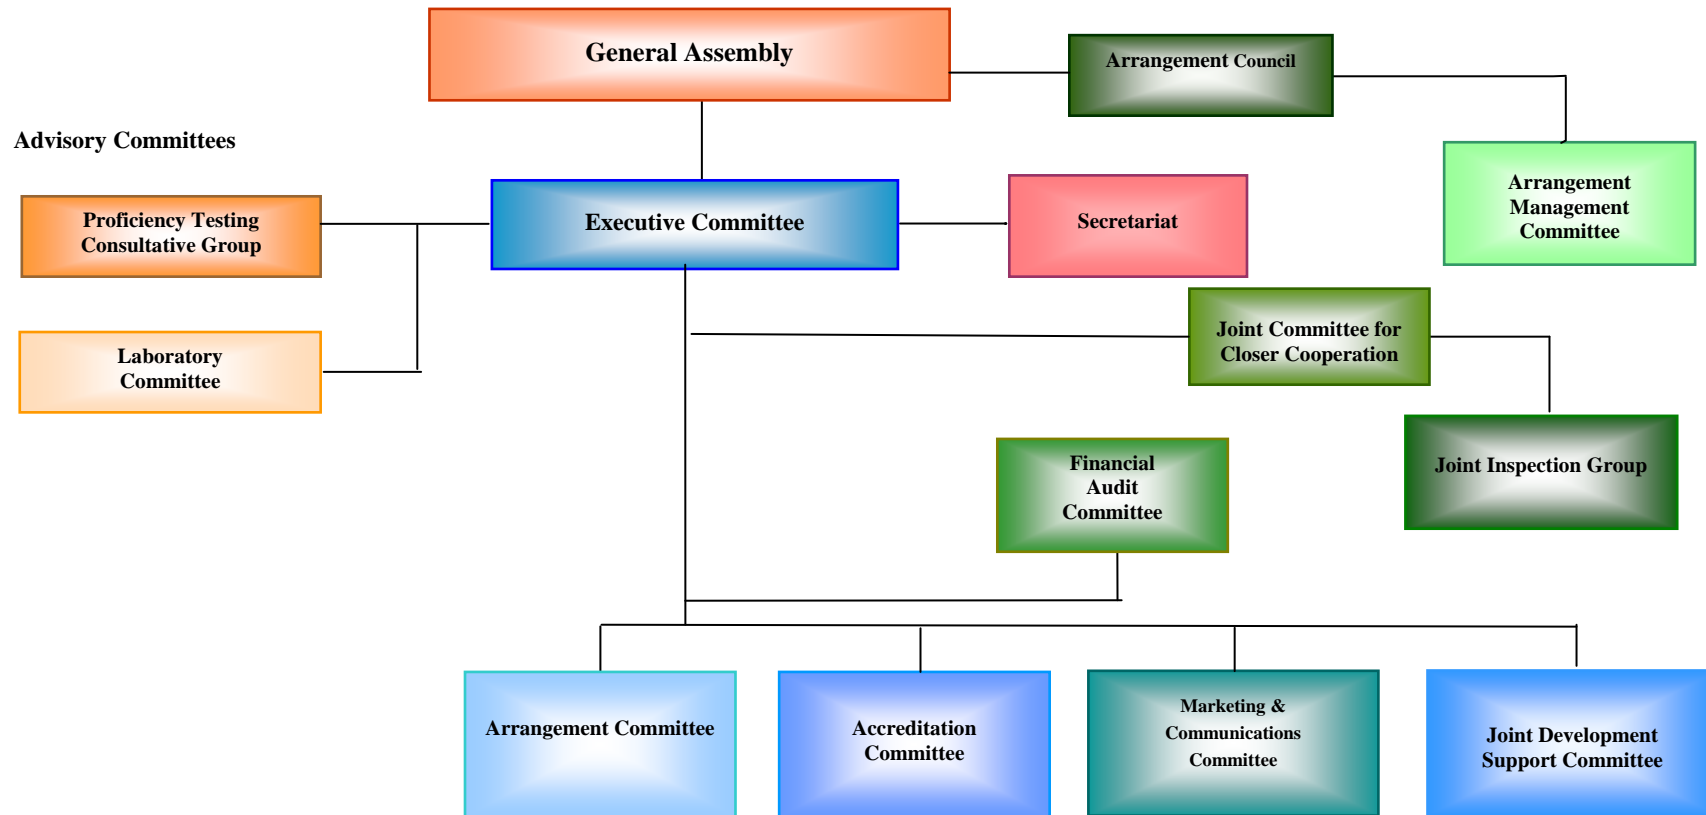 General Assembly
Arrangement Council
Advisory Committees
Arrangement
Management
Committee
Proficiency Testing
Consultative Group
Executive Committee
Secretariat
Laboratory
Committee
Joint Committee for
Closer Cooperation
Financial
Audit
Committee
Joint Inspection Group
Arrangement Committee
Accreditation
Committee
Marketing &
Communications
Committee
Joint Development
Support Committee